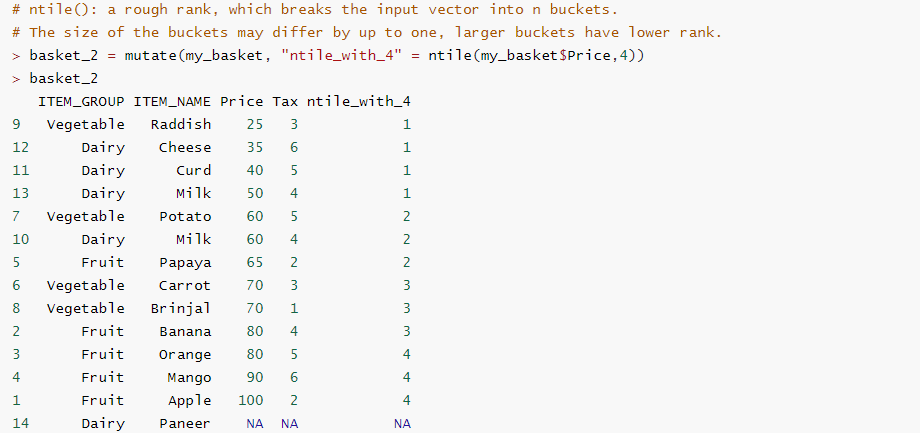 # ntile(): a rough rank, which breaks the input vector into n buckets.
# The size of the buckets may differ by up to one, larger buckets have lower rank.
> basket_2 = mutate(my_basket, "ntile_with_4" = ntile(my_basket$Price,4))
> basket_2
   ITEM_GROUP ITEM_NAME Price Tax ntile_with_4
9   Vegetable   Raddish    25   3            1
12      Dairy    Cheese    35   6            1
11      Dairy      Curd    40   5            1
13      Dairy      Milk    50   4            1
7   Vegetable    Potato    60   5            2
10      Dairy      Milk    60   4            2
5       Fruit    Papaya    65   2            2
6   Vegetable    Carrot    70   3            3
8   Vegetable   Brinjal    70   1            3
2       Fruit    Banana    80   4            3
3       Fruit    Orange    80   5            4
4       Fruit     Mango    90   6            4
1       Fruit     Apple   100   2            4
14      Dairy    Paneer    NA  NA           NA